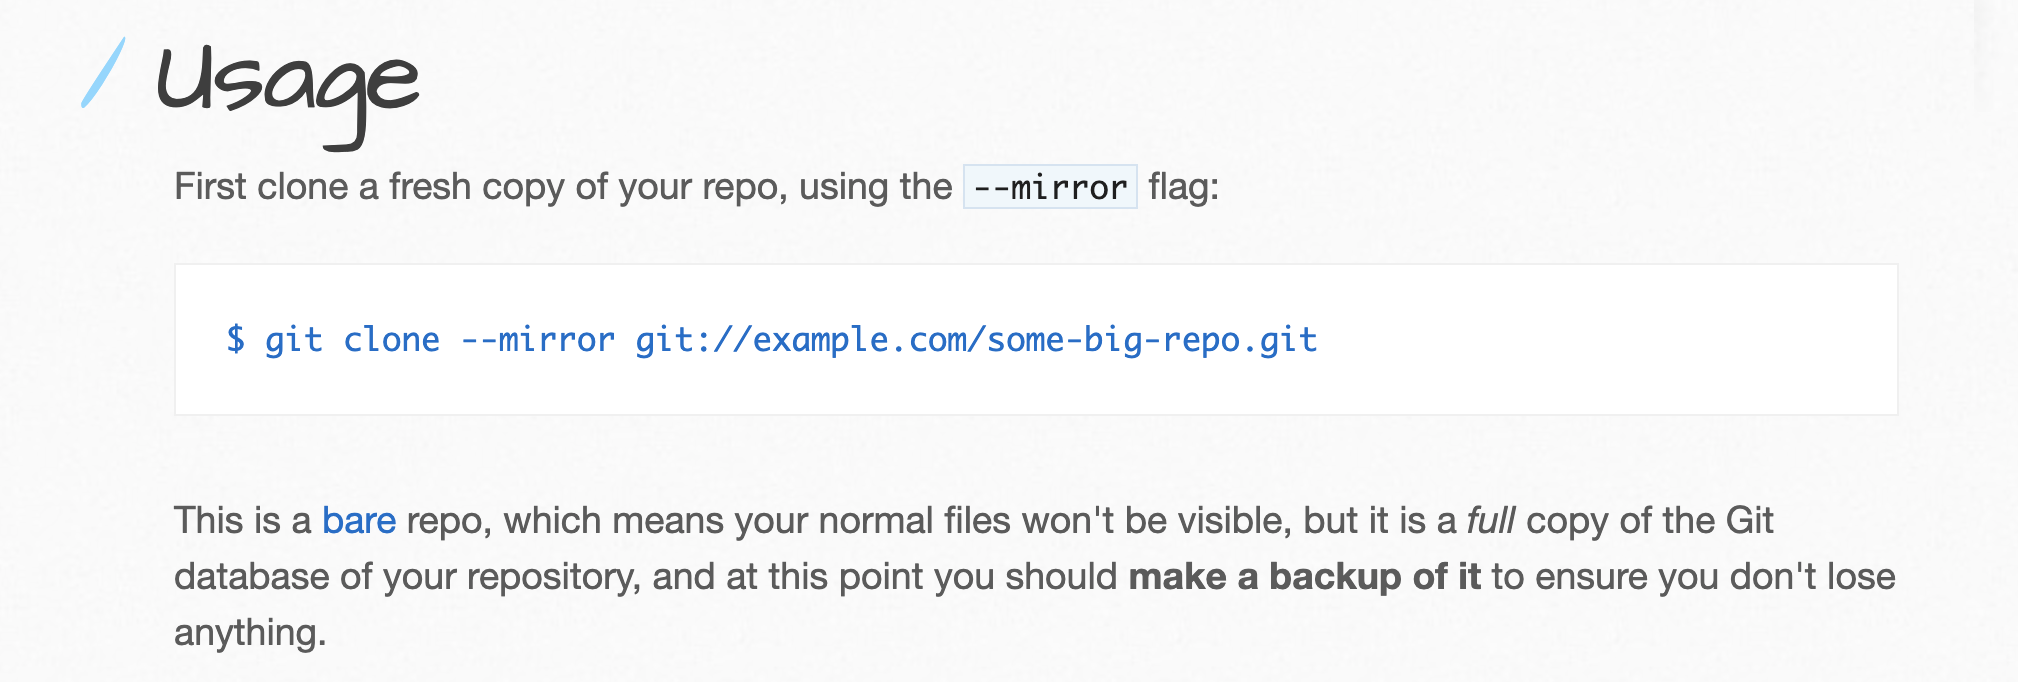 Usage
First clone a fresh copy of your repo, using the --mirror flag:
$ git clone --mirror git://example.com/some-big-repo.git
This is a bare repo, which means your normal files won't be visible, but it is a full copy of the Git
database of your repository, and at this point you should make a backup of it to ensure you don't lose
anything.